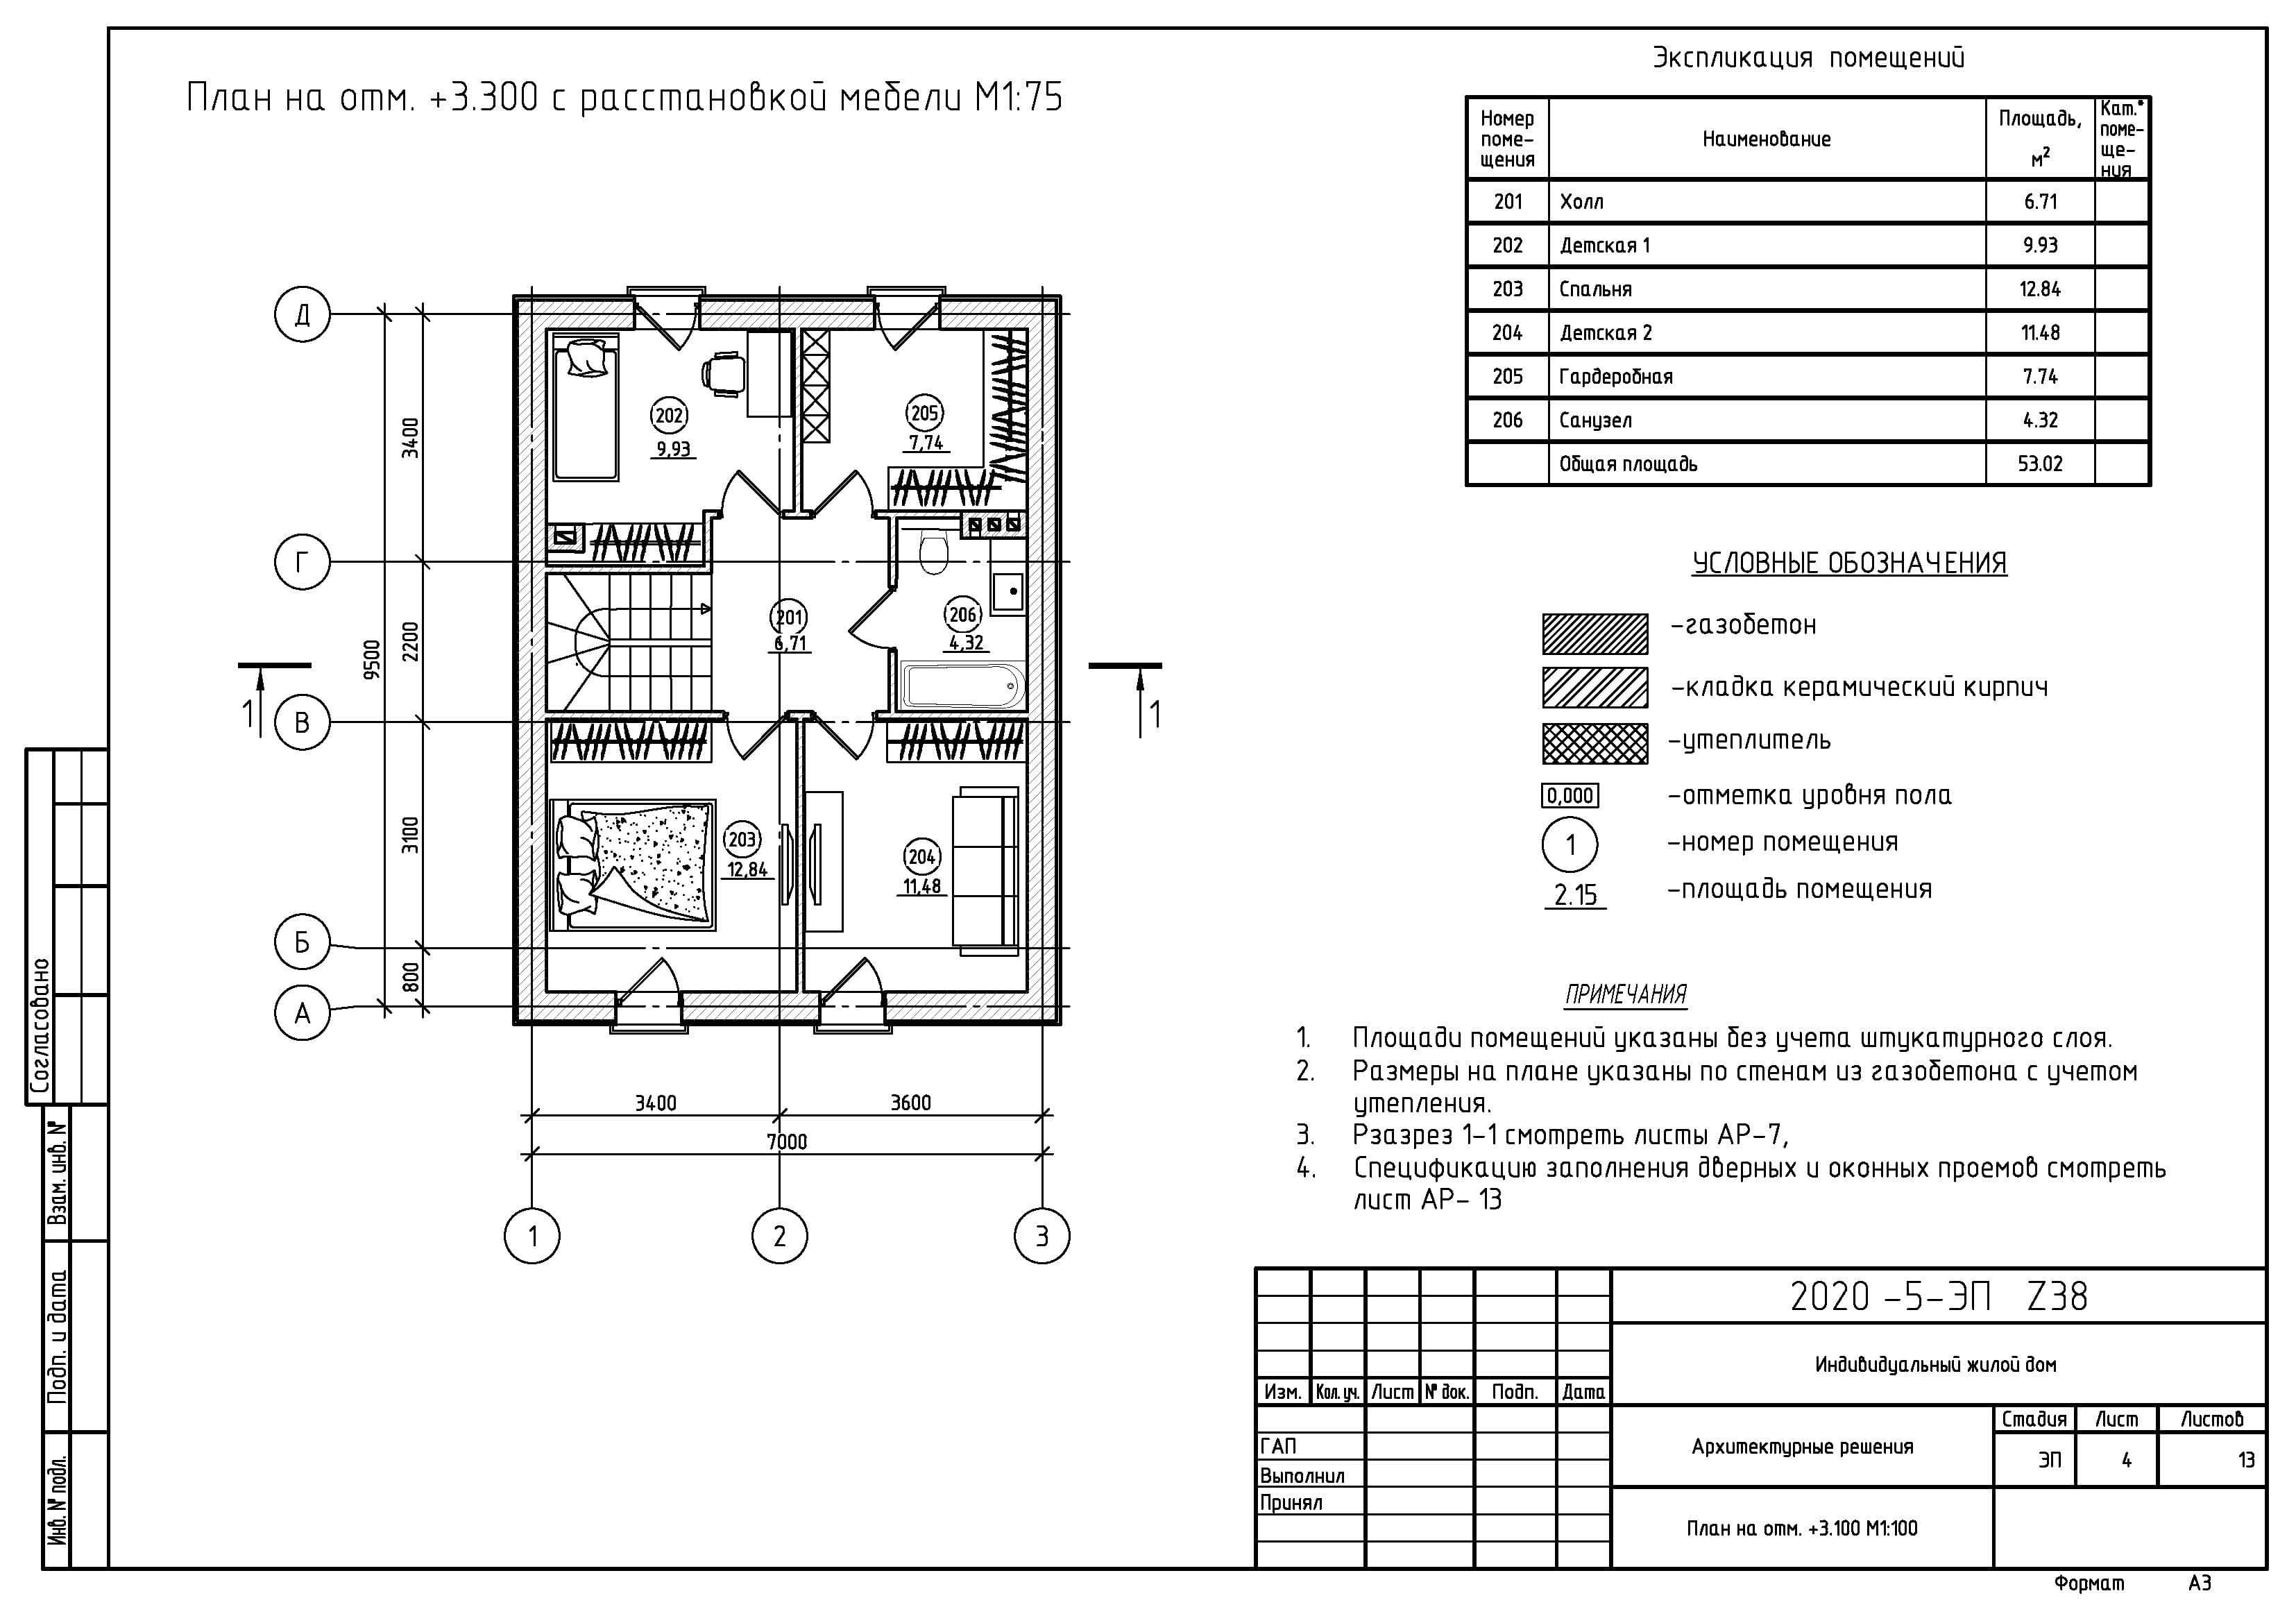 План на отм. +3.300 с расстановкой мебели М1:75
Экспликация помещений
Номер поме- щения
Наименование
Площадь, м²
Кат.* поме- ще- ния
201 Холл 6.71
202 Детская 1 9.93
203 Спальня 12.84
204 Детская 2 11.48
205 Гардеробная 7.74
206 Санузел 4.32
Общая площадь 53.02
Д
Г
В
Б
А
3400
2200
3100
800
9500
1
1
202
9,93
205
7,74
201
6,71
206
4,32
203
12,84
204
11,48
3400
3600
7000
1
2
3
УСЛОВНЫЕ ОБОЗНАЧЕНИЯ
-газобетон
-кладка керамический кирпич
-утеплитель
0,000 -отметка уровня пола
1 -номер помещения
2.15 -площадь помещения
ПРИМЕЧАНИЯ
1. Площади помещений указаны без учета штукатурного слоя.
2. Размеры на плане указаны по стенам из газобетона с учетом
утепления.
3. Рзазрез 1-1 смотреть листы АР-7,
4. Спецификацию заполнения дверных и оконных проемов смотреть
лист АР- 13
Согласовано
Взам. инв. №
Подп. и дата
Инв. № подл.
2020 -5-ЭП Z38
Индивидуальный жилой дом
Изм. Кол. уч. Лист № док. Подп. Дата
ГАП
Выполнил
Принял
Архитектурные решения
Стадия Лист Листов
ЭП 4 13
План на отм. +3.100 М1:100
Формат А3